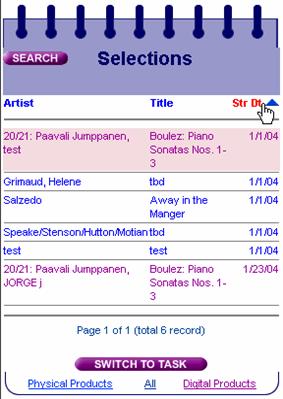 SEARCH Selections
Artist Title Str Dt
20/21: Paavali Jumppanen, Boulez: Piano 1/1/04
test Sonatas Nos. 1-
3
Grimaud, Helene tbd 1/1/04
Salzedo Away in the 1/1/04
Manger
Speake/Stenson/Hutton/Motian tbd 1/1/04
test test 1/1/04
20/21: Paavali Jumppanen, Boulez: Piano 1/23/04
JORGE j Sonatas Nos. 1-
3
Page 1 of 1 (total 6 record)
SWITCH TO TASK
Physical Products All Digital Products